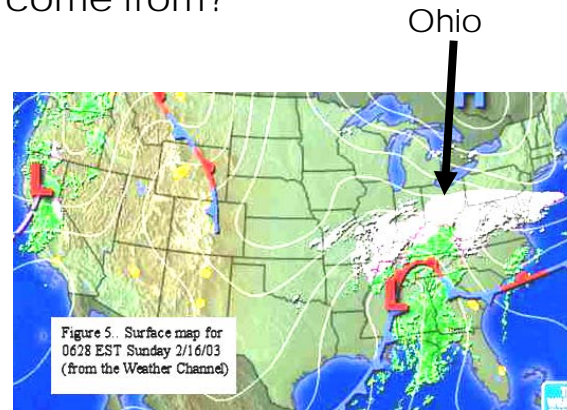 come from?
Ohio
H
L
L
Figure 5.. Surface map for
0628 EST Sunday 2/16/03
(from the Weather Channel)